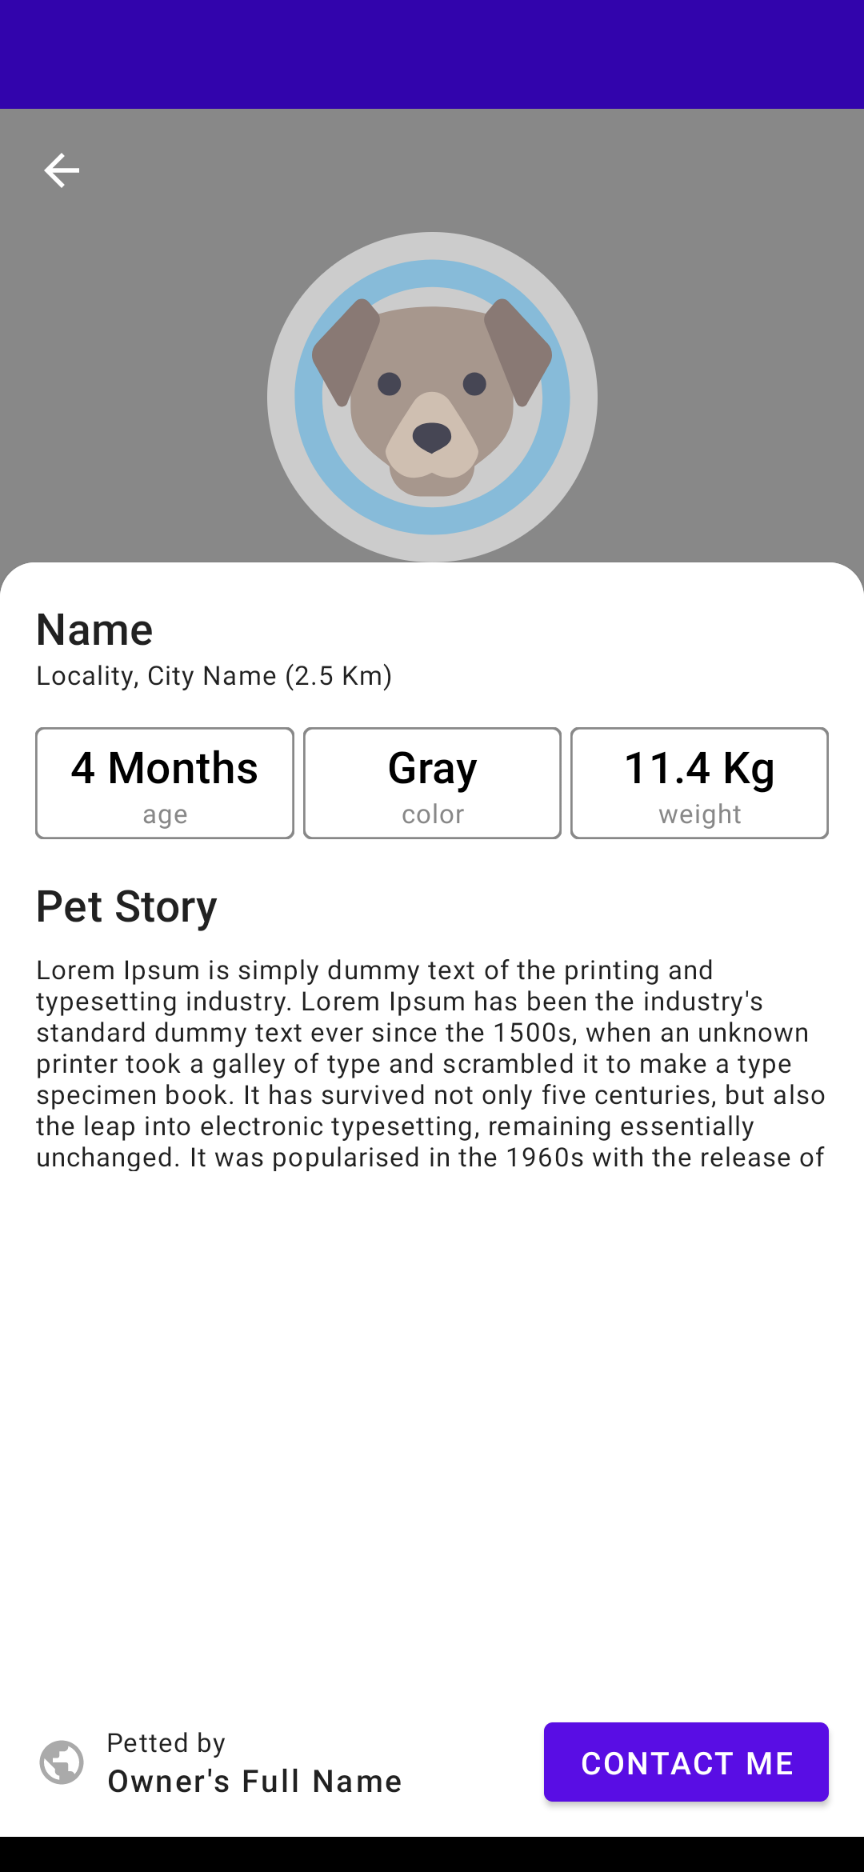 Name
Locality, City Name (2.5 Km)
4 Months
age
Gray
color
11.4 Kg
weight
Pet Story
Lorem Ipsum is simply dummy text of the printing and
typesetting industry. Lorem Ipsum has been the industry's
standard dummy text ever since the 1500s, when an unknown
printer took a galley of type and scrambled it to make a type
specimen book. It has survived not only five centuries, but also
the leap into electronic typesetting, remaining essentially
unchanged. It was popularised in the 1960s with the release of
Petted by
Owner's Full Name
CONTACT ME